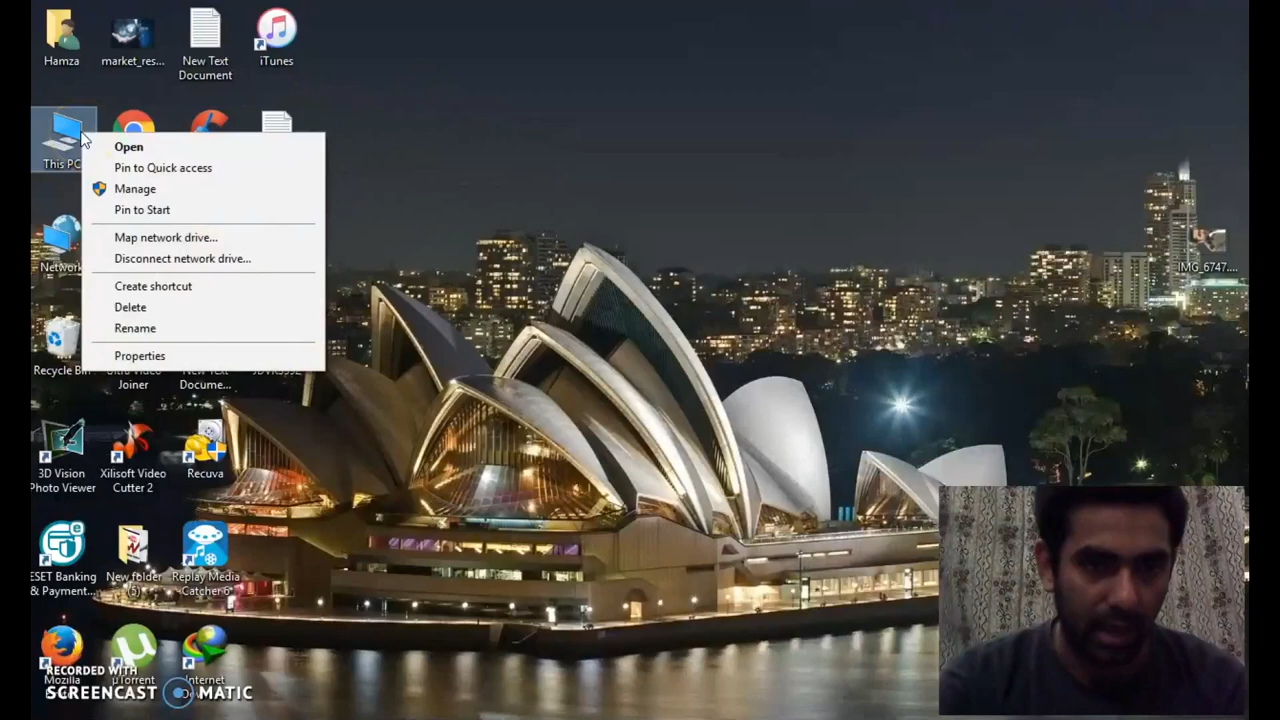 Hamza
market_res...
New Text
Document
iTunes
This PC
Open
Pin to Quick access
Manage
Pin to Start
Map network drive...
Disconnect network drive...
Create shortcut
Delete
Rename
Properties
Network
IMG_6747....
Recycle Bin
Ultra Video
Joiner
New Text
Docume...
3D Vision
Photo Viewer
Xilisoft Video
Cutter 2
Recuva
ESET Banking
& Payment...
New folder
(5)
Replay Media
Catcher 6
Mozilla
µTorrent
Internet
RECORDED WITH
SCREENCAST MATIC